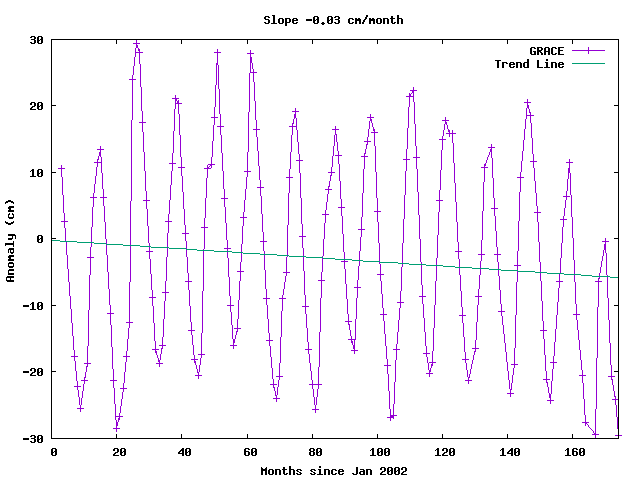 Slope -0.03 cm/month
GRACE
Trend Line
30
20
10
0
-10
-20
-30
Anomaly (cm)
0 20 40 60 80 100 120 140 160
Months since Jan 2002